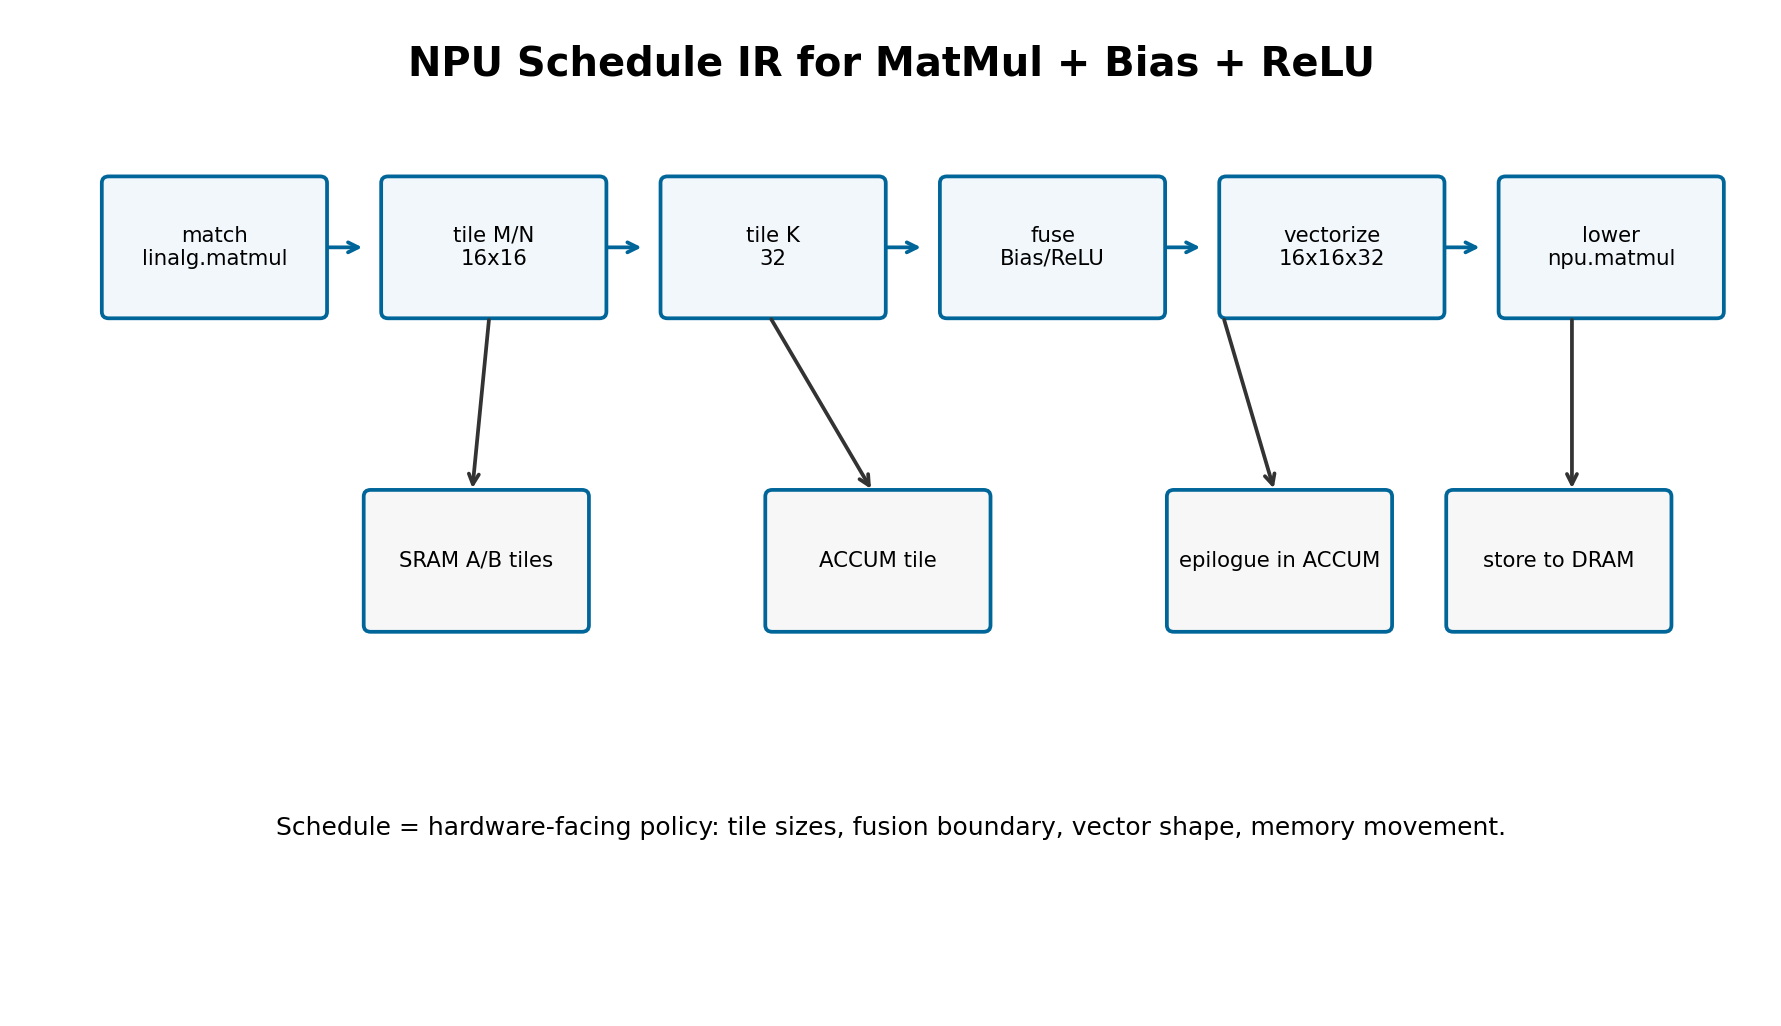 NPU Schedule IR for MatMul + Bias + ReLU
match
linalg.matmul
tile M/N
16x16
tile K
32
fuse
Bias/ReLU
vectorize
16x16x32
lower
npu.matmul
SRAM A/B tiles
ACCUM tile
epilogue in ACCUM
store to DRAM
Schedule = hardware-facing policy: tile sizes, fusion boundary, vector shape, memory movement.